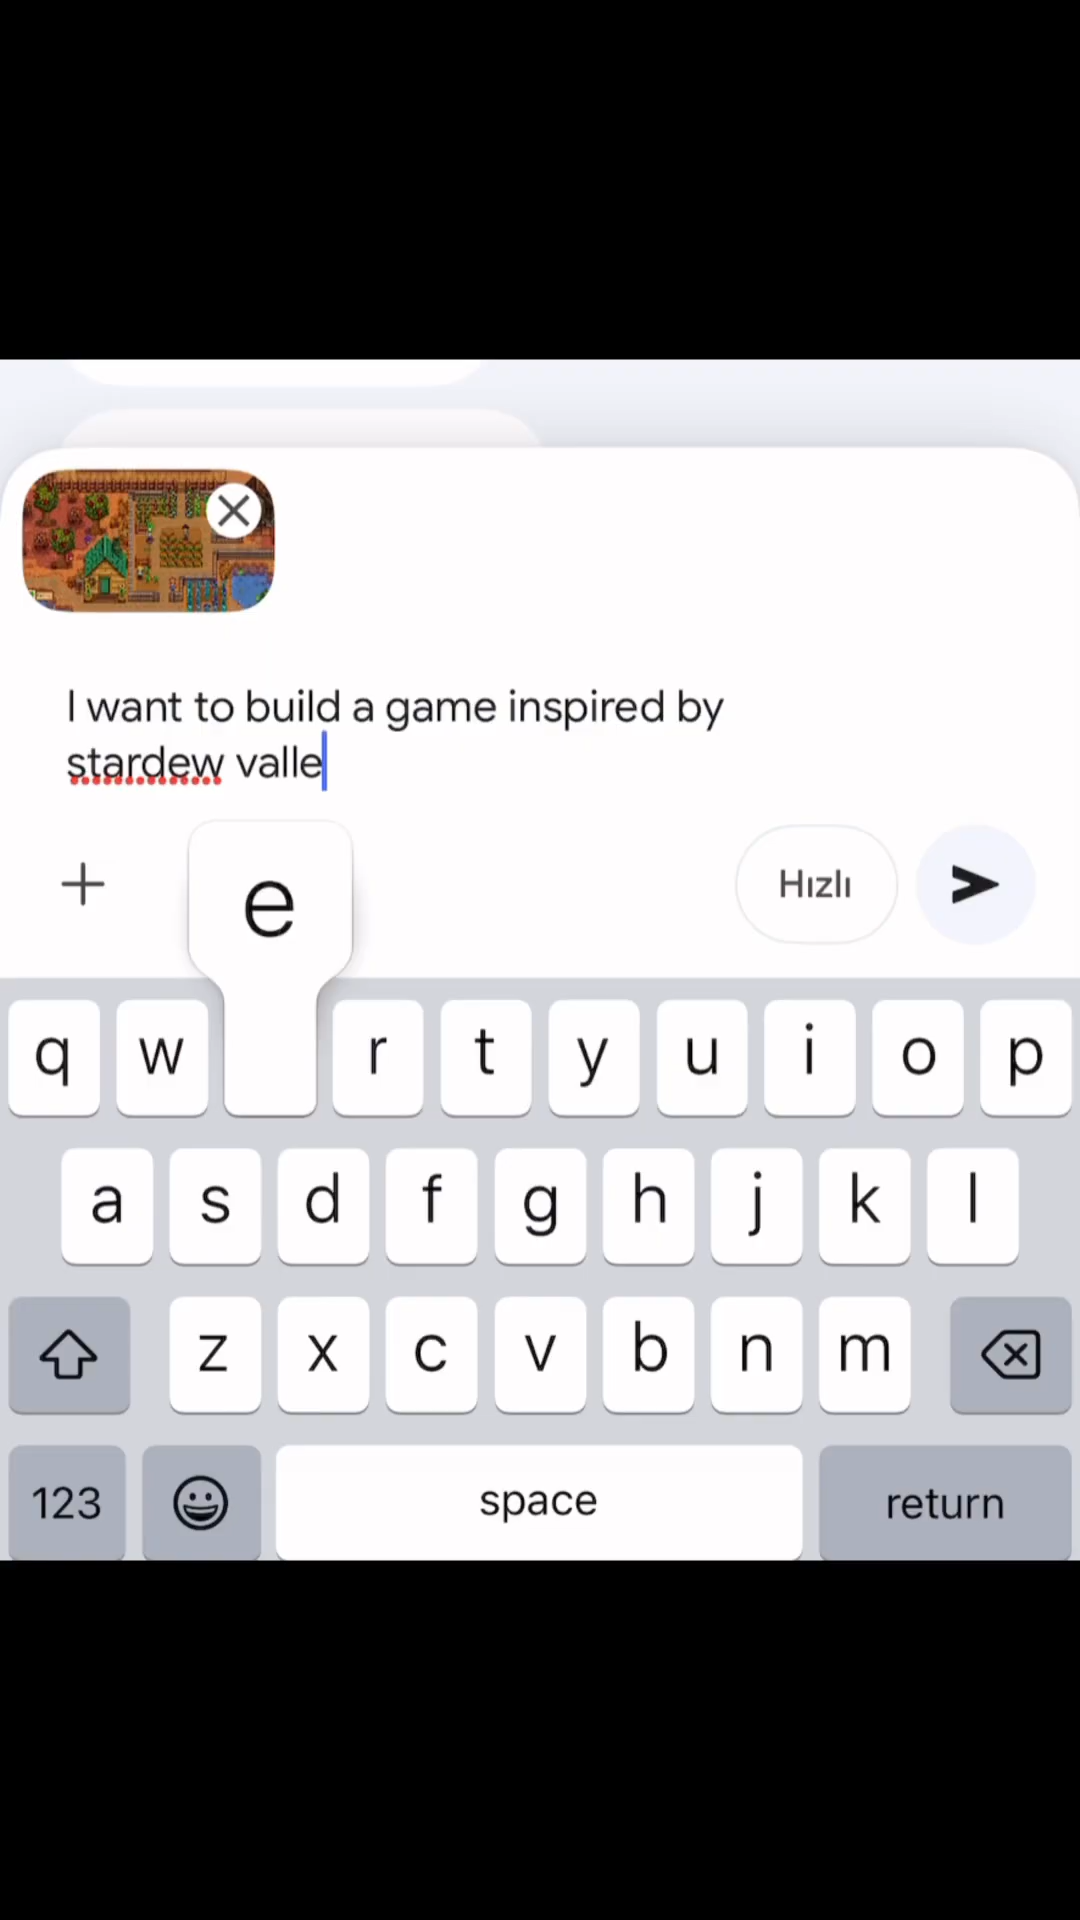 I want to build a game inspired by
stardew valle
e
Hızlı
q w r t y u i o p
a s d f g h j k l
z x c v b n m
123 space return